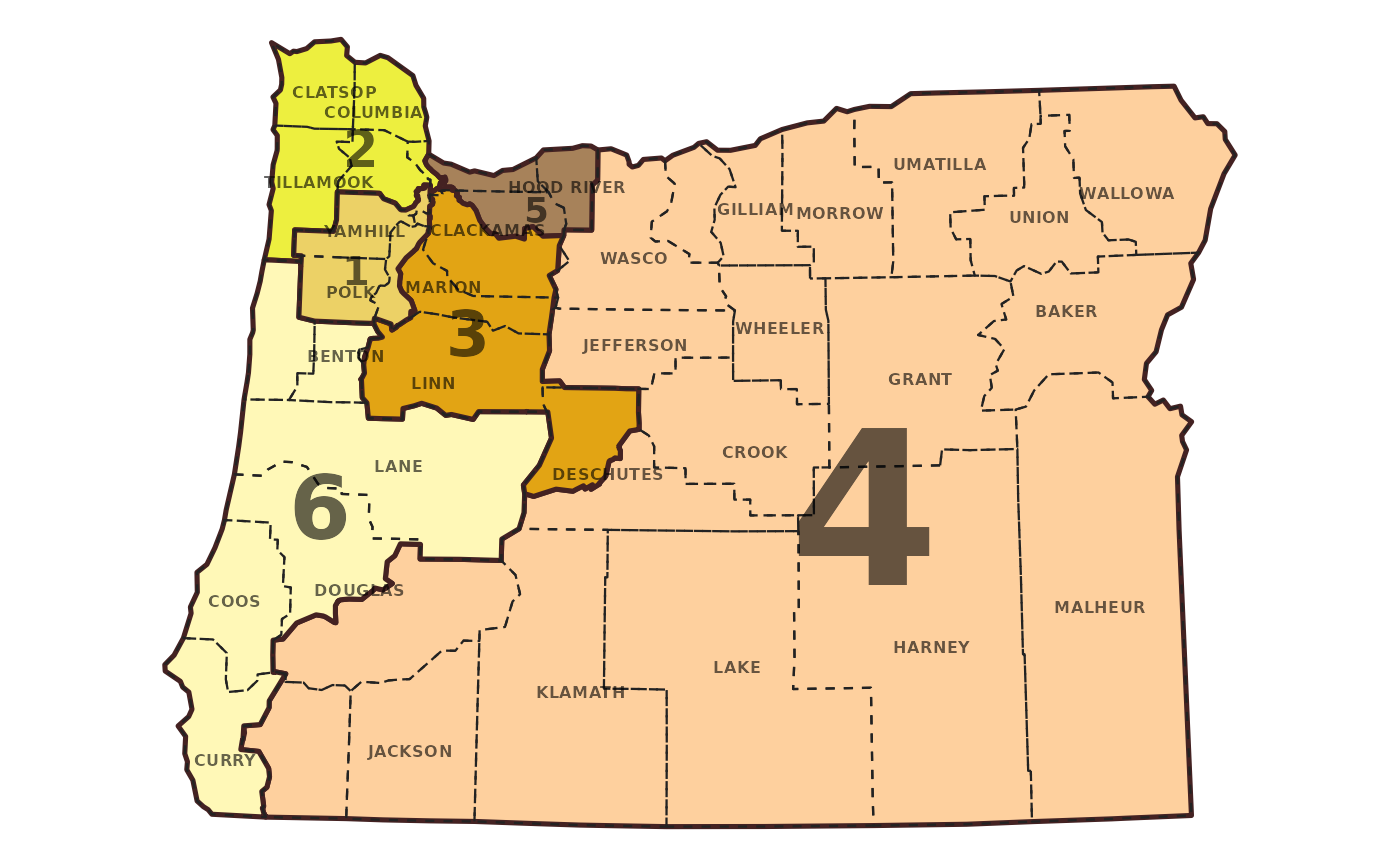 CLATSOP
COLUMBIA
2
TILLAMOOK
HOOD RIVER
5
YAMHILL
CLACKAMAS
1
POLK
MARION
3
BENTON
LINN
UMATILLA
WALLOWA
GILLIAM
MORROW
UNION
WASCO
BAKER
WHEELER
JEFFERSON
GRANT
CROOK
LANE
DESCHUTES
6
4
DOUGLAS
COOS
MALHEUR
HARNEY
LAKE
KLAMATH
JACKSON
CURRY